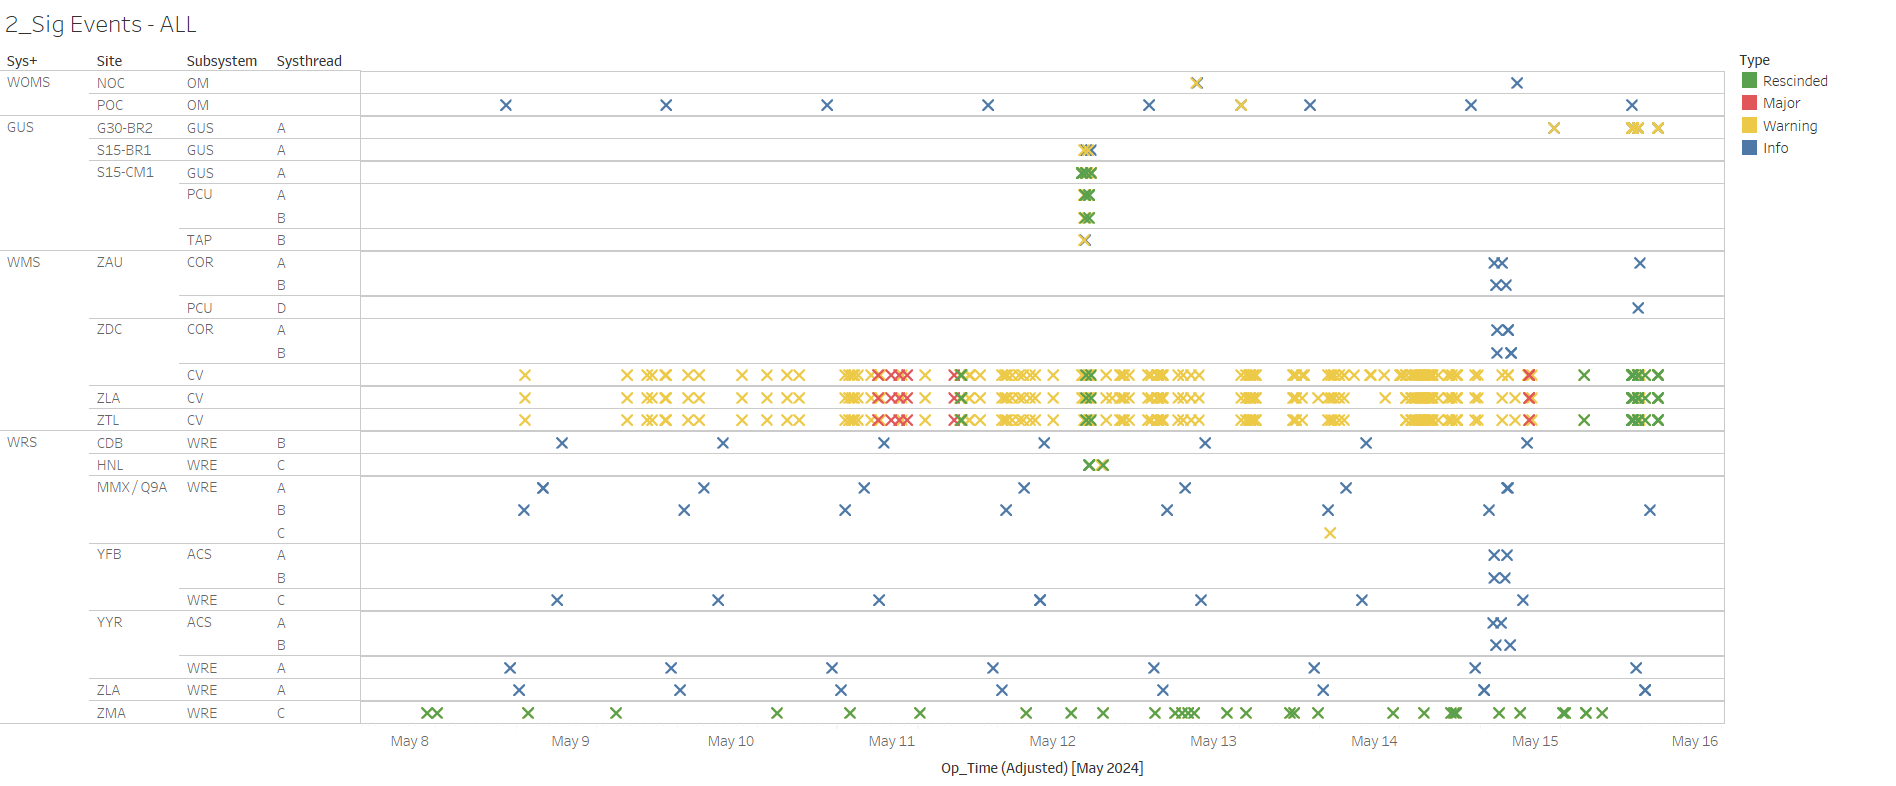 2_Sig Events - ALL
Sys+ Site Subsystem Systhread Type
WOMS NOC OM Rescinded
POC OM Major
GUS G30-BR2 GUS A Warning
S15-BR1 GUS A Info
S15-CM1 GUS A
PCU A
B
TAP B
WMS ZAU COR A
B
PCU D
ZDC COR A
B
CV
ZLA CV
ZTL CV
WRS CDB WRE B
HNL WRE C
MMX / Q9A WRE A
B
C
YFB ACS A
B
WRE C
YYR ACS A
B
WRE A
ZLA WRE A
ZMA WRE C
May 8 May 9 May 10 May 11 May 12 May 13 May 14 May 15 May 16
Op_Time (Adjusted) [May 2024]